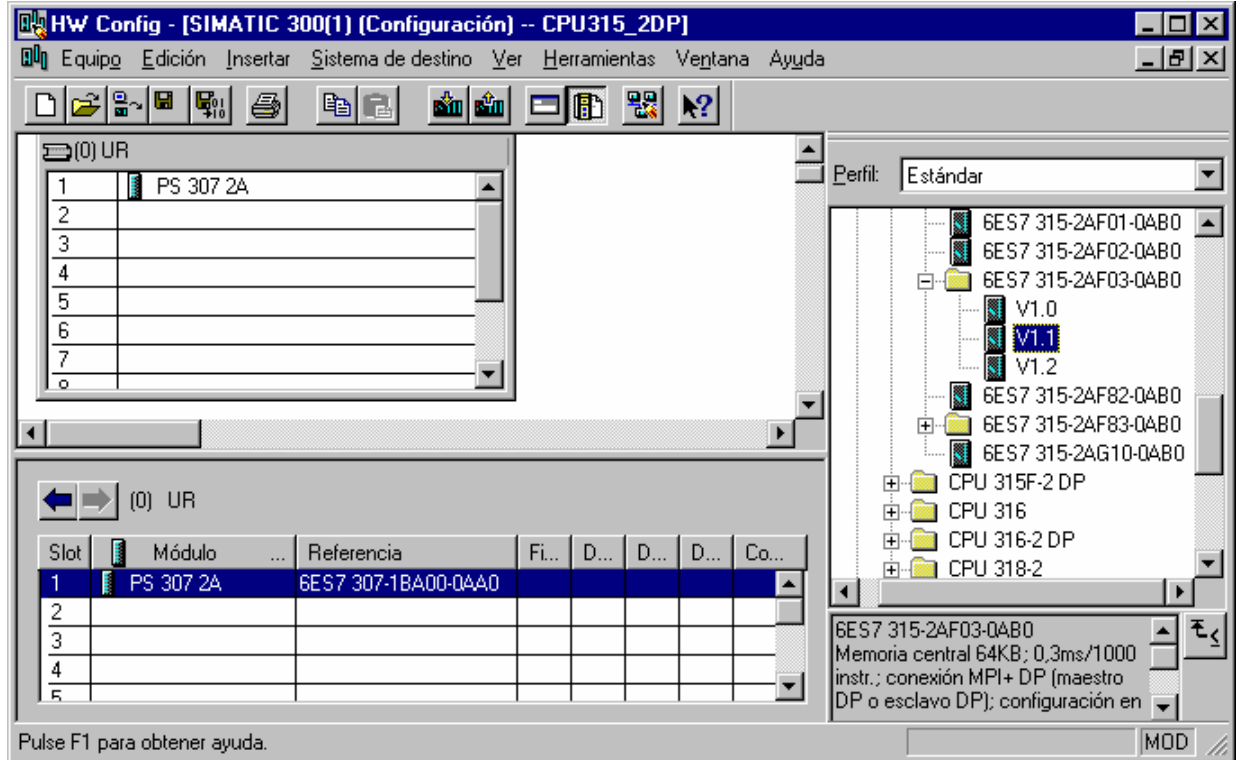 HW Config - [SIMATIC 300(1) (Configuración) -- CPU315_2DP]
Equipo Edición Insertar Sistema de destino Ver Herramientas Ventana Ayuda
(0) UR
1 PS 307 2A
2
3
4
5
6
7
Perfil: Estándar
6ES7 315-2AF01-0AB0
6ES7 315-2AF02-0AB0
6ES7 315-2AF03-0AB0
V1.0
V1.1
V1.2
6ES7 315-2AF82-0AB0
6ES7 315-2AF83-0AB0
6ES7 315-2AG10-0AB0
CPU 315F-2 DP
CPU 316
CPU 316-2 DP
CPU 318-2
(0) UR
Slot Módulo ... Referencia Fi... D... D... D... Co...
1 PS 307 2A 6ES7 307-1BA00-0AA0
2
3
4
6ES7 315-2AF03-0AB0
Memoria central 64KB; 0,3ms/1000
instr.; conexión MPI+ DP (maestro
DP o esclavo DP); configuración en
Pulse F1 para obtener ayuda.
MOD